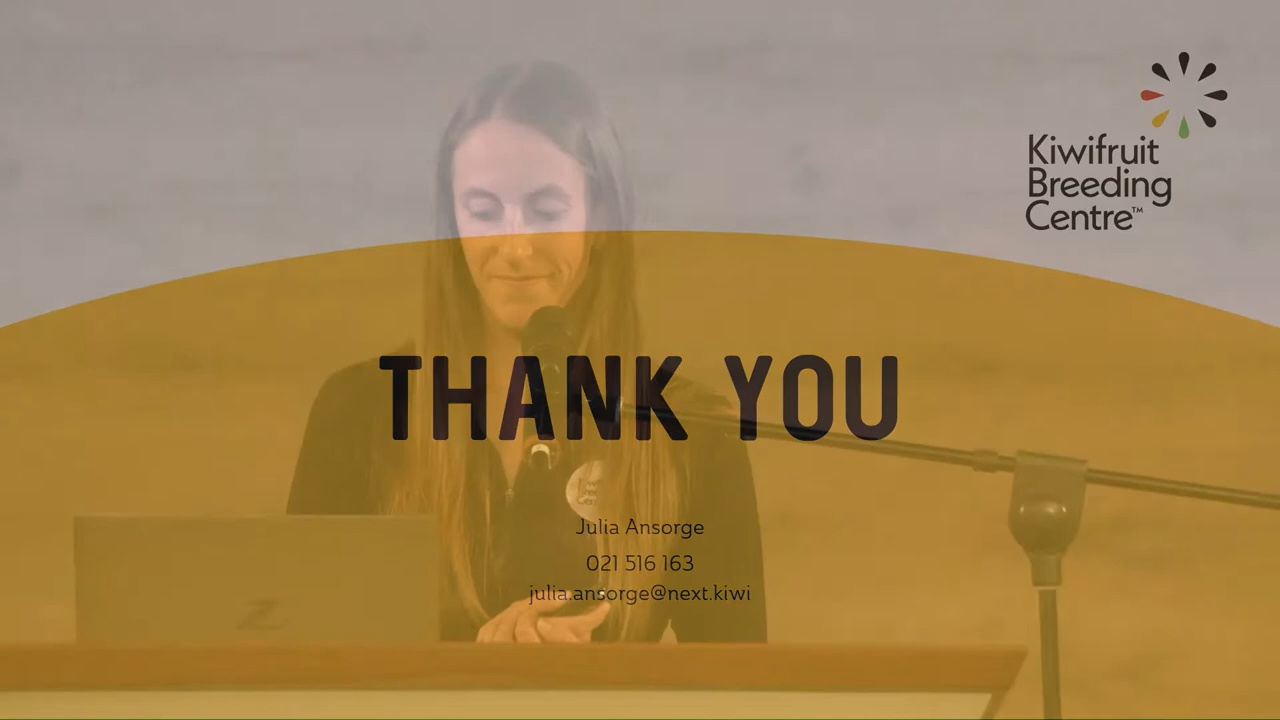 Kiwifruit
Breeding
Centre™
THANK YOU
Julia Ansorge
021 516 163
julia.ansorge@next.kiwi